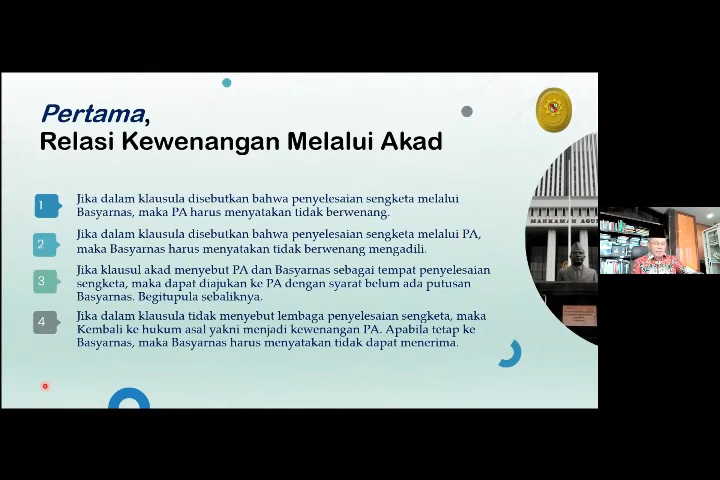 Pertama,
Relasi Kewenangan Melalui Akad
1
Jika dalam klausula disebutkan bahwa penyelesaian sengketa melalui
Basyarnas, maka PA harus menyatakan tidak berwenang.
2
Jika dalam klausula disebutkan bahwa penyelesaian sengketa melalui PA,
maka Basyarnas harus menyatakan tidak berwenang mengadili.
3
Jika klausul akad menyebut PA dan Basyarnas sebagai tempat penyelesaian
sengketa, maka dapat diajukan ke PA dengan syarat belum ada putusan
Basyarnas. Begitupula sebaliknya.
4
Jika dalam klausula tidak menyebut lembaga penyelesaian sengketa, maka
Kembali ke hukum asal yakni menjadi kewenangan PA. Apabila tetap ke
Basyarnas, maka Basyarnas harus menyatakan tidak dapat menerima.
MAHKAMAH AGU